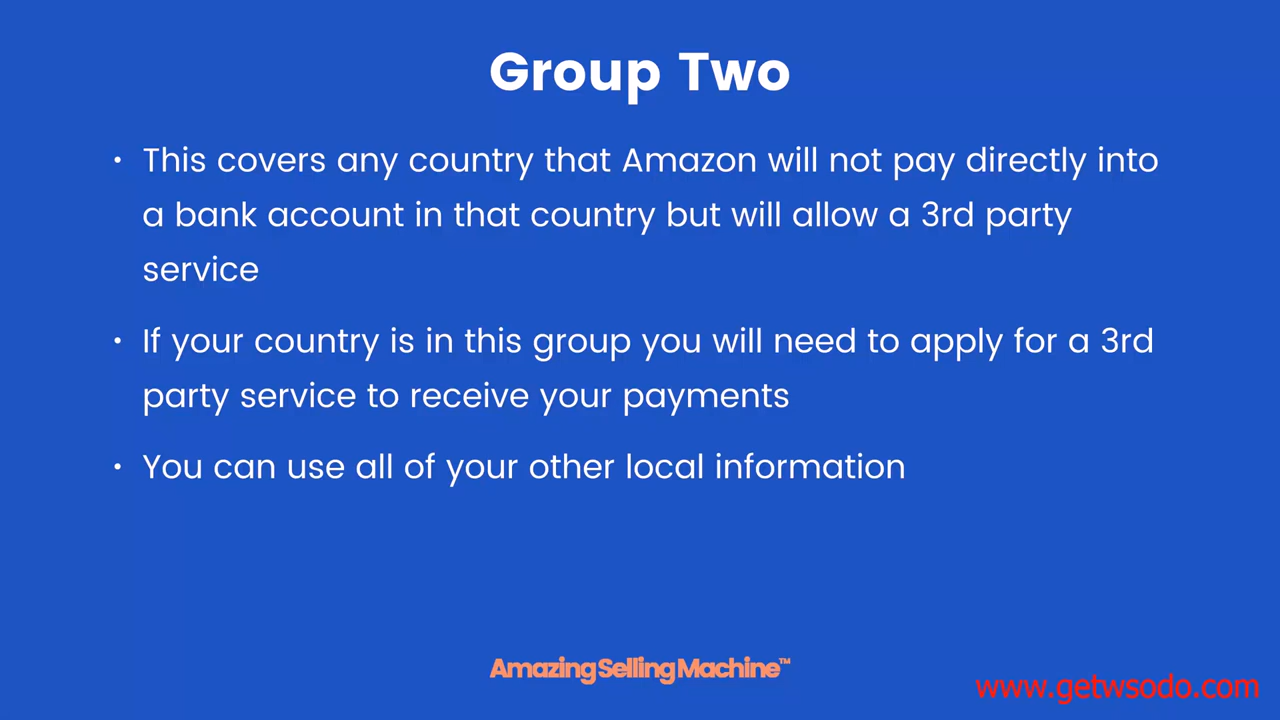 Group Two
• This covers any country that Amazon will not pay directly into
a bank account in that country but will allow a 3rd party
service
• If your country is in this group you will need to apply for a 3rd
party service to receive your payments
• You can use all of your other local information
AmazingSellingMachine™
www.getwsodo.com